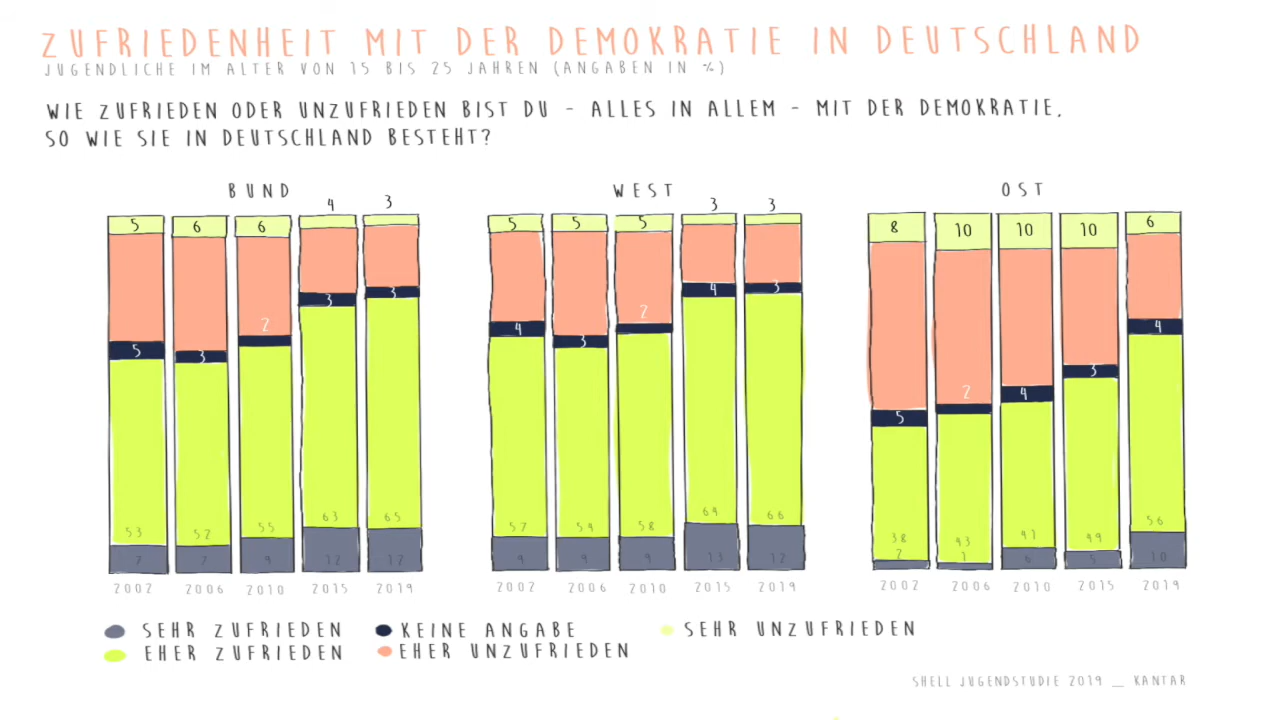 ZUFRIEDENHEIT MIT DER DEMOKRATIE IN DEUTSCHLAND
JUGENDLICHE IM ALTER VON 15 BIS 25 JAHREN (ANGABEN IN %)
WIE ZUFRIEDEN ODER UNZUFRIEDEN BIST DU - ALLES IN ALLEM - MIT DER DEMOKRATIE,
SO WIE SIE IN DEUTSCHLAND BESTEHT?
BUND
5 6 6 4 3
5 3 2 3 3
53 52 55 63 65
7 7 9 12 12
2002 2006 2010 2015 2019
WEST
5 5 5 3 3
4 3 2 4 3
57 54 58 64 66
9 9 9 13 12
2002 2006 2010 2015 2019
OST
8 10 10 10 6
5 2 4 3 4
38 43 41 49 56
2 1 6 5 10
2002 2006 2010 2015 2019
SEHR ZUFRIEDEN
EHER ZUFRIEDEN
KEINE ANGABE
EHER UNZUFRIEDEN
SEHR UNZUFRIEDEN
SHELL JUGENDSTUDIE 2019 _ KANTAR